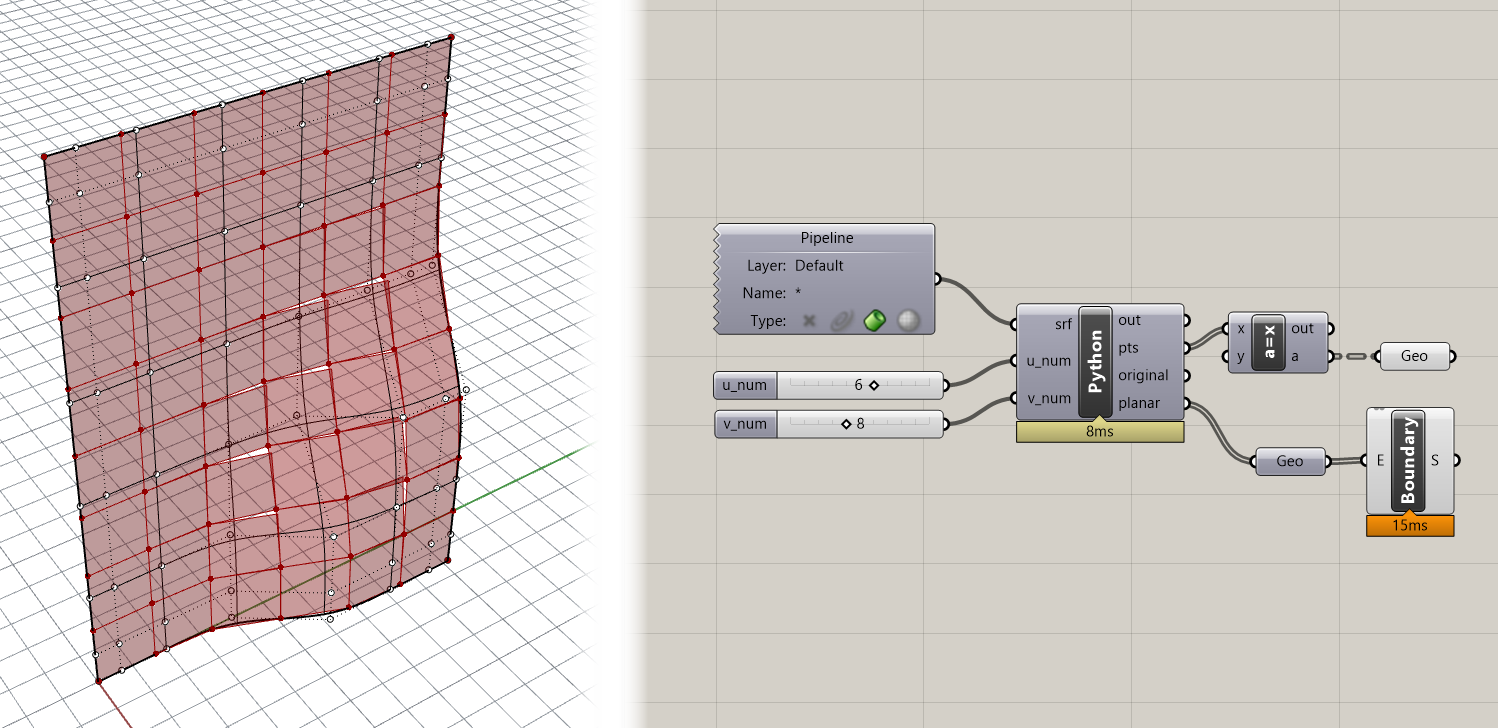 Pipeline
Layer: Default
Name: *
Type:
u_num 6
v_num 8
srf
u_num
v_num
Python
out
pts
original
planar
8ms
x
y
a=x
out
a
Geo
Geo
E
Boundary
S
15ms